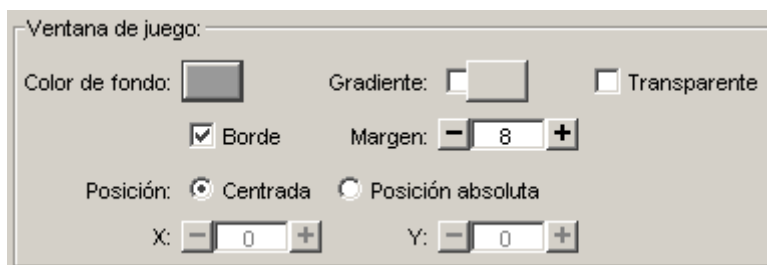 Ventana de juego:
Color de fondo: Gradiente: Transparente
Borde Margen: - 8 +
Posición: Centrada Posición absoluta
X: - 0 + Y: - 0 +